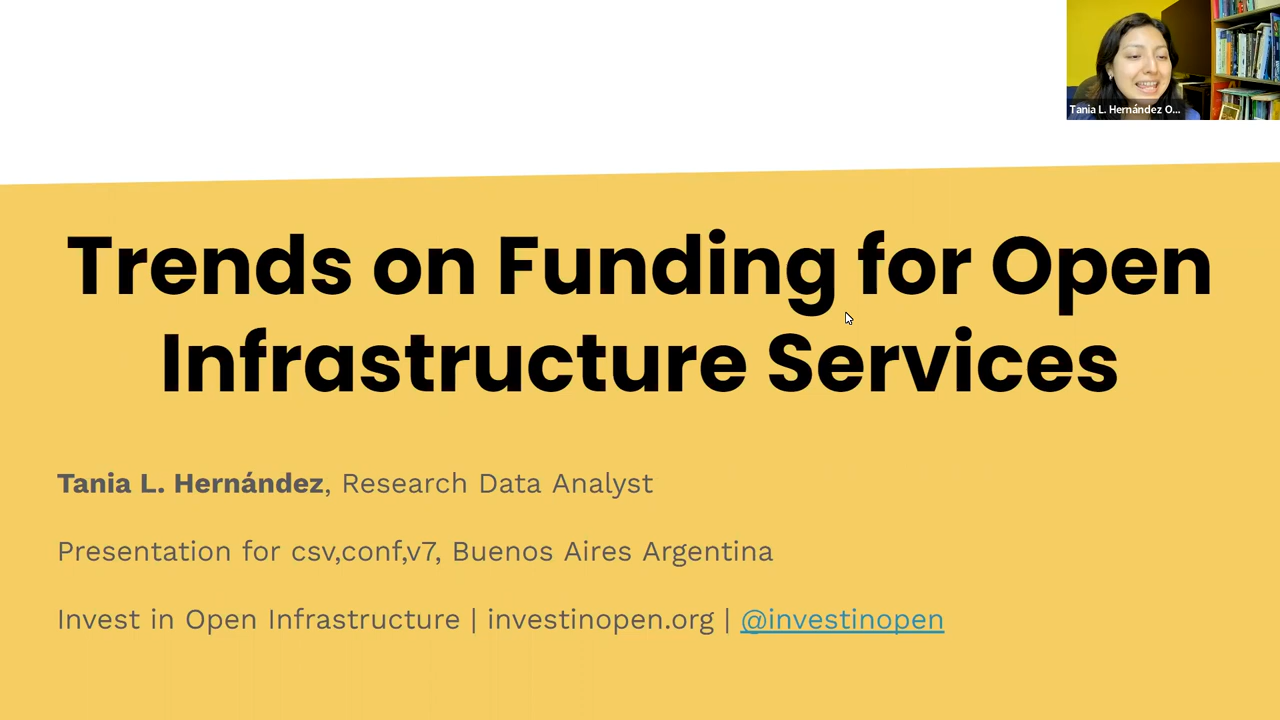 Tania L. Hernández O...
Trends on Funding for Open
Infrastructure Services
Tania L. Hernández, Research Data Analyst
Presentation for csv,conf,v7, Buenos Aires Argentina
Invest in Open Infrastructure | investinopen.org | @investinopen